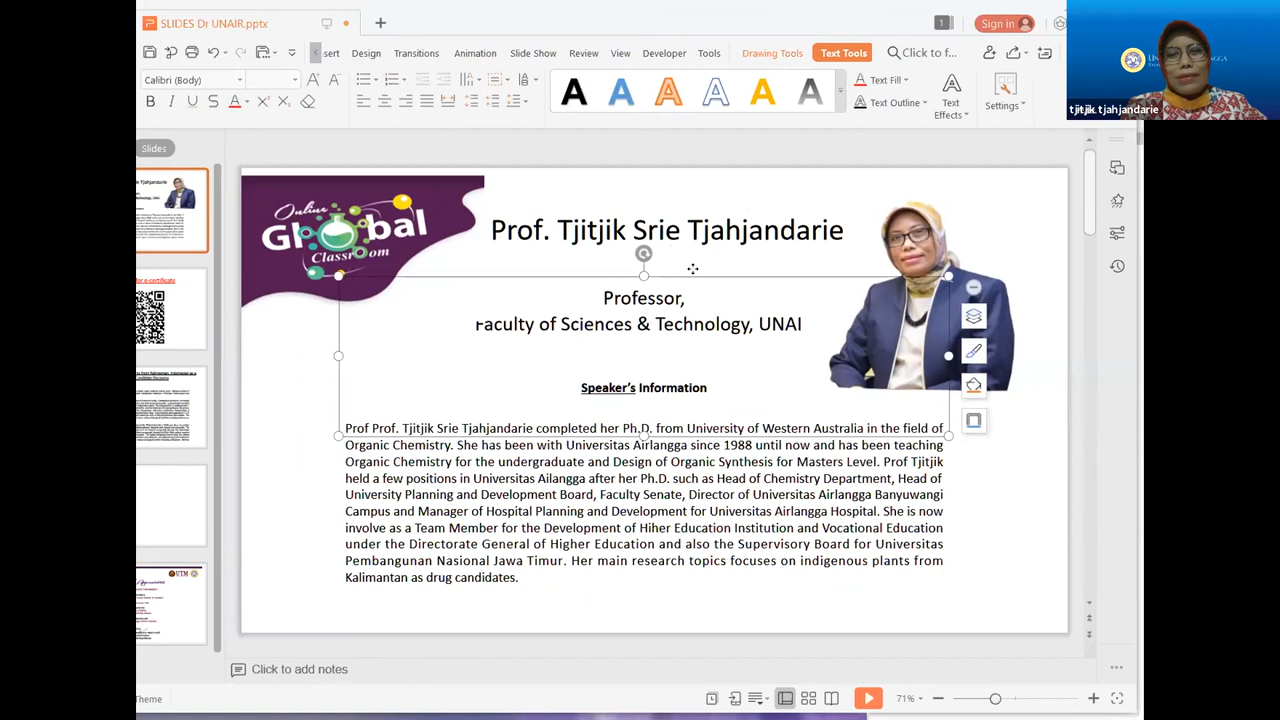 SLIDES Dr UNAIR.pptx
1
Sign in
sert Design Transitions Animation Slide Show Review View Developer Tools Drawing Tools Text Tools Click to f...
Calibri (Body)
Text Fill
Text Outline
Text
Effects
Settings
tjitjik tjahjandarie
Slides
Online
Global
Classroom
Prof. Tjitjik Srie Tjahjandarie
Professor,
Faculty of Sciences & Technology, UNAI
Speaker's Information
Prof Prof. Tjitjik Srie Tjahjandarie completed her Ph.D. from University of Western Australia in the field of
Organic Chemistry. She has been with Universitas Airlangga since 1988 until now and has been teaching
Organic Chemistry for the undergraduate and Design of Organic Synthesis for Masters Level. Prof Tjitjik
held a few positions in Universitas Ailangga after her Ph.D. such as Head of Chemistry Department, Head of
University Planning and Development Board, Faculty Senate, Director of Universitas Airlangga Banyuwangi
Campus and Manager of Hospital Planning and Development for Universitas Airlangga Hospital. She is now
involve as a Team Member for the Development of Hiher Education Institution and Vocational Education
under the Directorate General of Higher Education and also the Supervisory Board for Universitas
Pembangunan Nasional Jawa Timur. Her main research topics focuses on indigenous plants from
Kalimantan as drug candidates.
Click to add notes
Theme
71%